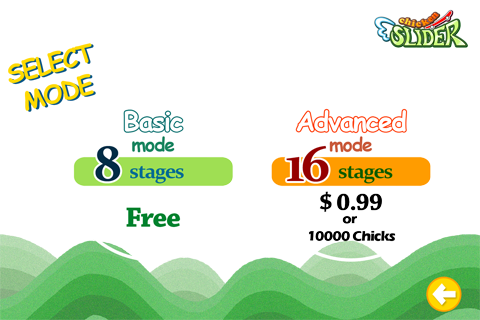 chicken
SLIDER
SELECT
MODE
Basic
mode
8 stages
Free
Advanced
mode
16 stages
$ 0.99
or
10000 Chicks